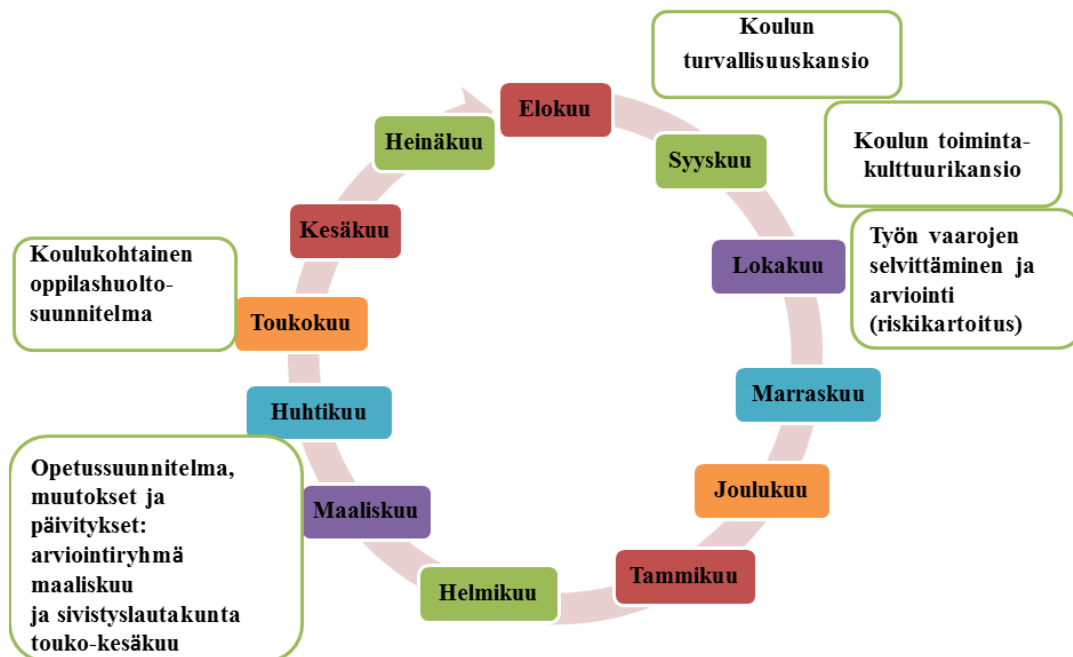 Koulun
turvallisuuskansio
Elokuu
Heinäkuu
Syyskuu
Koulun toiminta-
kulttuurikansio
Kesäkuu
Lokakuu
Työn vaarojen
selvittäminen ja
arviointi
(riskikartoitus)
Koulukohtainen
oppilashuolto-
suunnitelma
Toukokuu
Marraskuu
Huhtikuu
Opetussuunnitelma,
muutokset ja
päivitykset:
arviointiryhmä
maaliskuu
ja sivistyslautakunta
touko-kesäkuu
Maaliskuu
Joulukuu
Helmikuu
Tammikuu